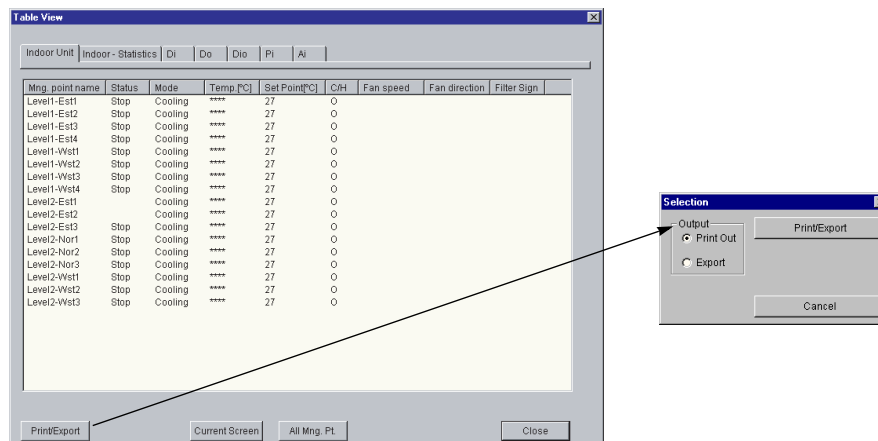 Table View
Indoor Unit Indoor - Statistics Di Do Dio Pi Ai
Mng. point name Status Mode Temp.[°C] Set Point[°C] C/H Fan speed Fan direction Filter Sign
Level1-Est1 Stop Cooling **** 27 O
Level1-Est2 Stop Cooling **** 27 O
Level1-Est3 Stop Cooling **** 27 O
Level1-Est4 Stop Cooling **** 27 O
Level1-Wst1 Stop Cooling **** 27 O
Level1-Wst2 Stop Cooling **** 27 O
Level1-Wst3 Stop Cooling **** 27 O
Level1-Wst4 Stop Cooling **** 27 O
Level2-Est1 Cooling **** 27 O
Level2-Est2 Cooling **** 27 O
Level2-Est3 Stop Cooling **** 27 O
Level2-Nor1 Stop Cooling **** 27 O
Level2-Nor2 Stop Cooling **** 27 O
Level2-Nor3 Stop Cooling **** 27 O
Level2-Wst1 Stop Cooling **** 27 O
Level2-Wst2 Stop Cooling **** 27 O
Level2-Wst3 Stop Cooling **** 27 O
Print/Export Current Screen All Mng. Pt. Close
Selection
Output
Print Out
Export
Print/Export
Cancel